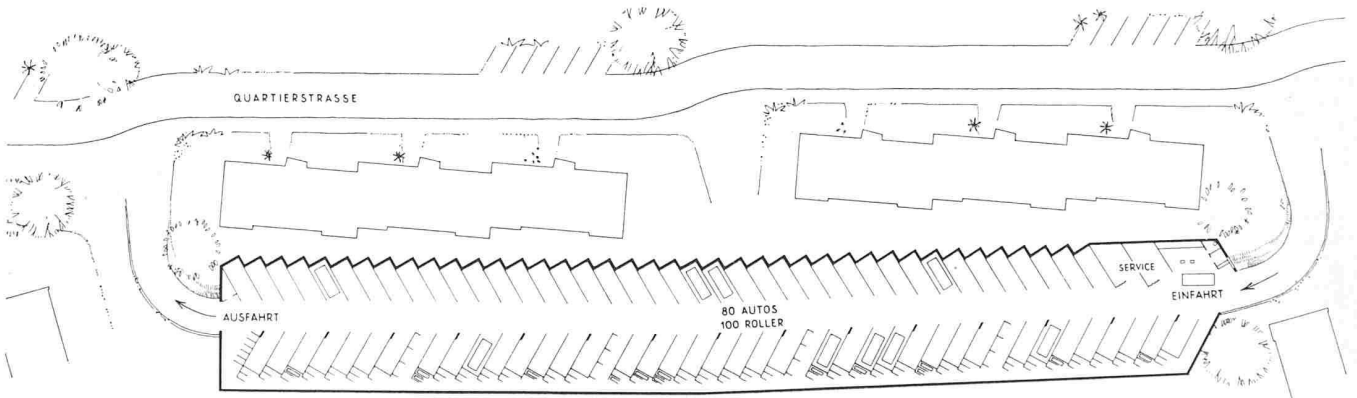 QUARTIERSTRASSE
SERVICE
EINFAHRT
AUSFAHRT
80 AUTOS
100 ROLLER